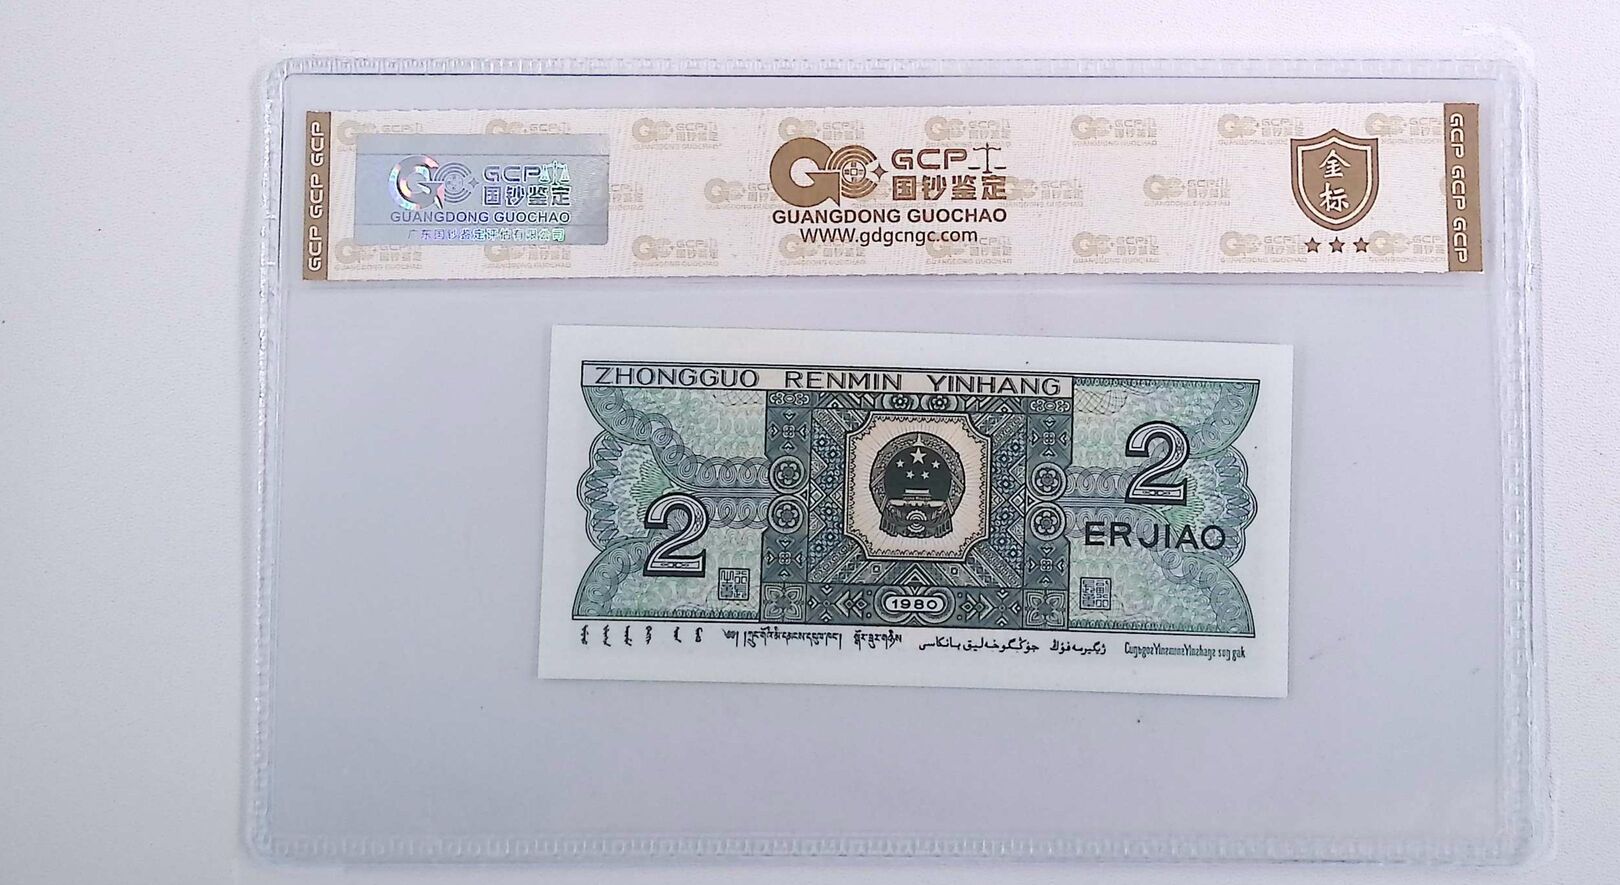 GCP GCP GCP
GCP
国钞鉴定
GUANGDONG GUOCHAO
广东国钞鉴定评估有限公司
GCP
国钞鉴定
GUANGDONG GUOCHAO
www.gdgcngc.com
金
标
GCP GCP GCP
ZHONGGUO RENMIN YINHANG
2
2
ERJIAO
1980